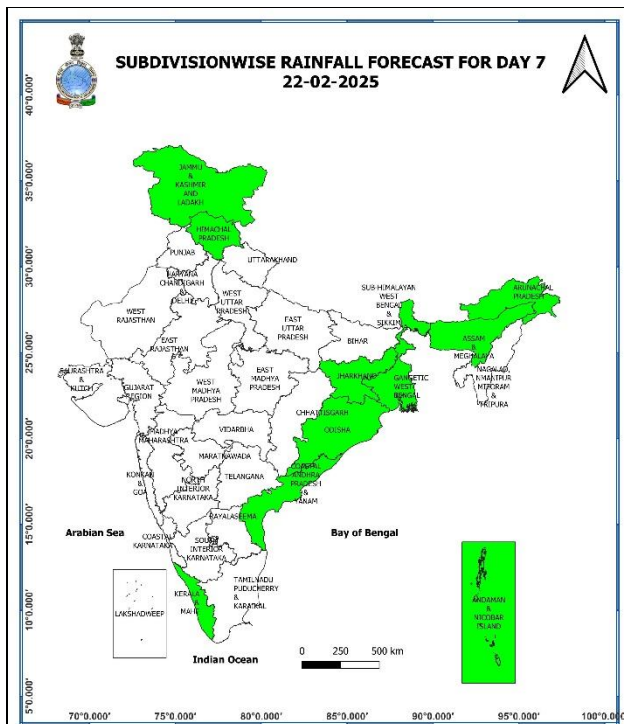 SUBDIVISIONWISE RAINFALL FORECAST FOR DAY 7
22-02-2025
40°0.000'
35°0.000'
30°0.000'
25°0.000'
20°0.000'
15°0.000'
10°0.000'
5°0.000'
JAMMU
&
KASHMIR
AND
LADAKH
HIMACHAL
PRADESH
PUNJAB
UTTARAKHAND
HARYANA
CHANDIGARH
&
DELHI
WEST
UTTAR
PRADESH
WEST
RAJASTHAN
EAST
RAJASTHAN
EAST
UTTAR
PRADESH
SUB-HIMALAYAN
WEST
BENGAL
&
SIKKIM
ARUNACHAL
PRADESH
ASSAM
&
MEGHALAYA
NAGALAND,
MANIPUR
MIZORAM
&
TRIPURA
BIHAR
SAURASHTRA
&
KUTCH
GUJARAT
REGION
WEST
MADHYA
PRADESH
EAST
MADHYA
PRADESH
JHARKHAND
GANGETIC
WEST
BENGAL
CHHATTISGARH
ODISHA
MADHYA
MAHARASHTRA
VIDARBHA
MARATHAWADA
KONKAN
&
GOA
NORTH
INTERIOR
KARNATAKA
TELANGANA
COASTAL
ANDHRA
PRADESH
&
YANAM
RAYALASEEMA
Arabian Sea
Bay of Bengal
COASTAL
KARNATAKA
SOUTH
INTERIOR
KARNATAKA
KERALA
&
MAHE
TAMILNADU
PUDUCHERRY
&
KARAIKAL
LAKSHADWEEP
ANDAMAN
&
NICOBAR
ISLAND
Indian Ocean
0 250 500 km
70°0.000' 75°0.000' 80°0.000' 85°0.000' 90°0.000' 95°0.000' 100°0.0